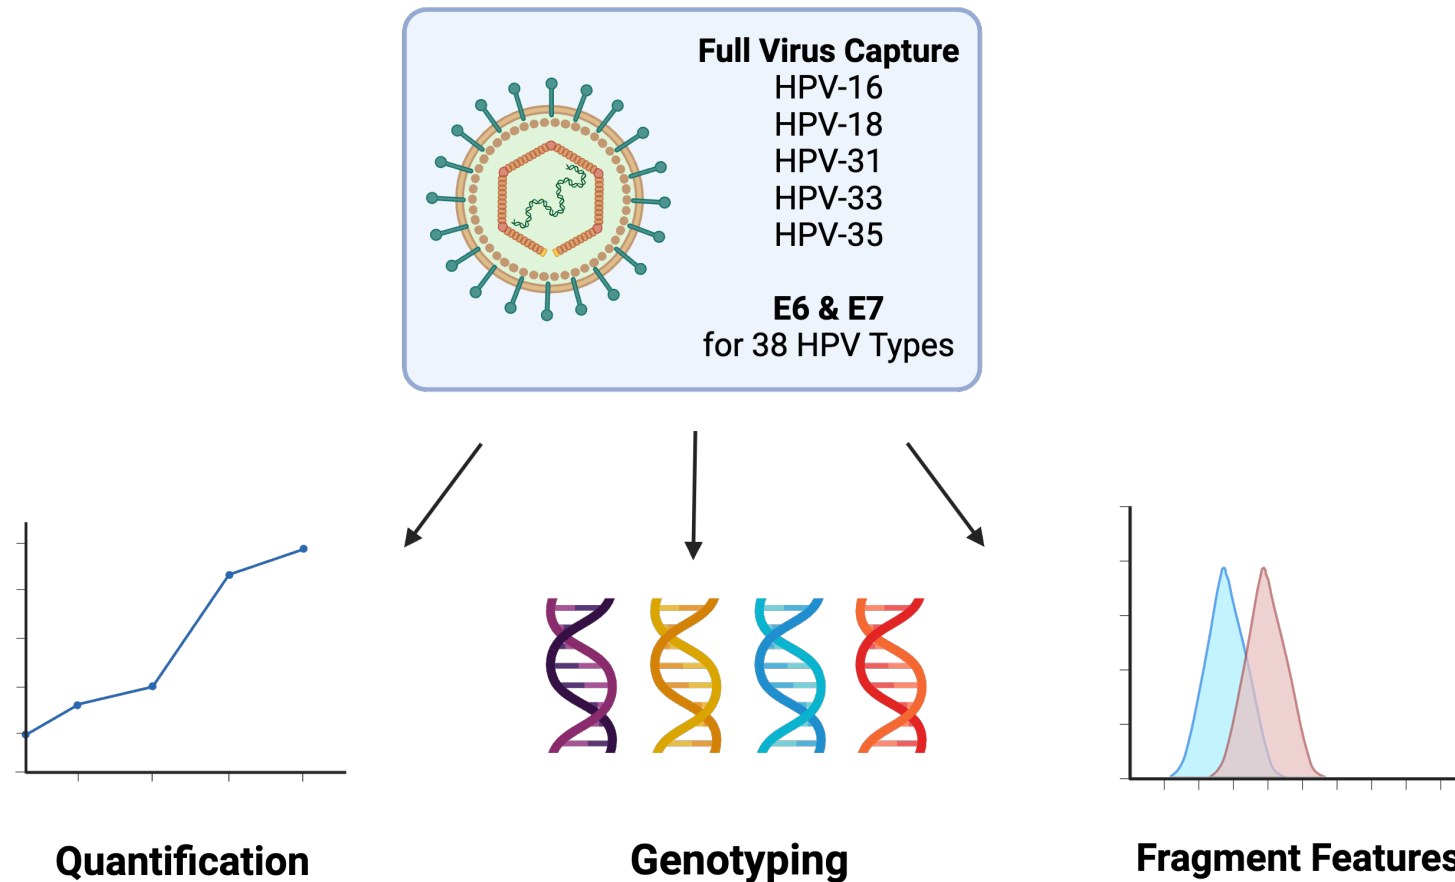 Full Virus Capture
HPV-16
HPV-18
HPV-31
HPV-33
HPV-35
E6 & E7
for 38 HPV Types
Quantification
Genotyping
Fragment Features